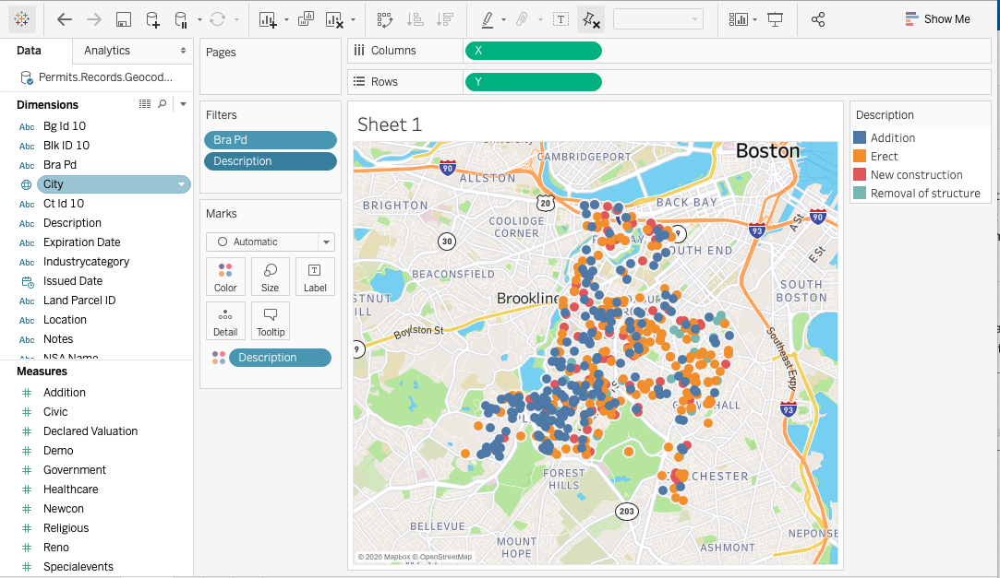 Show Me
Data
Analytics
Pages
Columns
X
Permits.Records.Geocod...
Rows
Y
Dimensions
Filters
Sheet 1
Description
Abc Bg Id 10
Bra Pd
Addition
Abc Blk ID 10
Description
Erect
Abc Bra Pd
New construction
City
Removal of structure
Abc Ct Id 10
Marks
Abc Description
Automatic
Abc Expiration Date
Abc Industrycategory
Color
Size
Label
Issued Date
T
Abc Land Parcel ID
Abc Location
Detail
Tooltip
Abc Notes
Description
Abc NSA Name
Measures
# Addition
# Civic
# Declared Valuation
# Demo
# Government
# Healthcare
# Newcon
# Religious
# Reno
# Specialevents
University
Boston
CAMBRIDGEPORT
90
ALLSTON
20
BACK BAY
BRIGHTON
90
COOLIDGE
CORNER
93
A St
9
30
OUTH END
E St
BEACONSFIELD
SOUTH
BOSTON
Brookline
Boylston St
9
Southeast Expy
93
HALL
FOREST
HILLS
CHESTER
203
BELLEVUE
MOUNT
HOPE
ASHMONT
NEPONSE
© 2020 Mapbox © OpenStreetMap